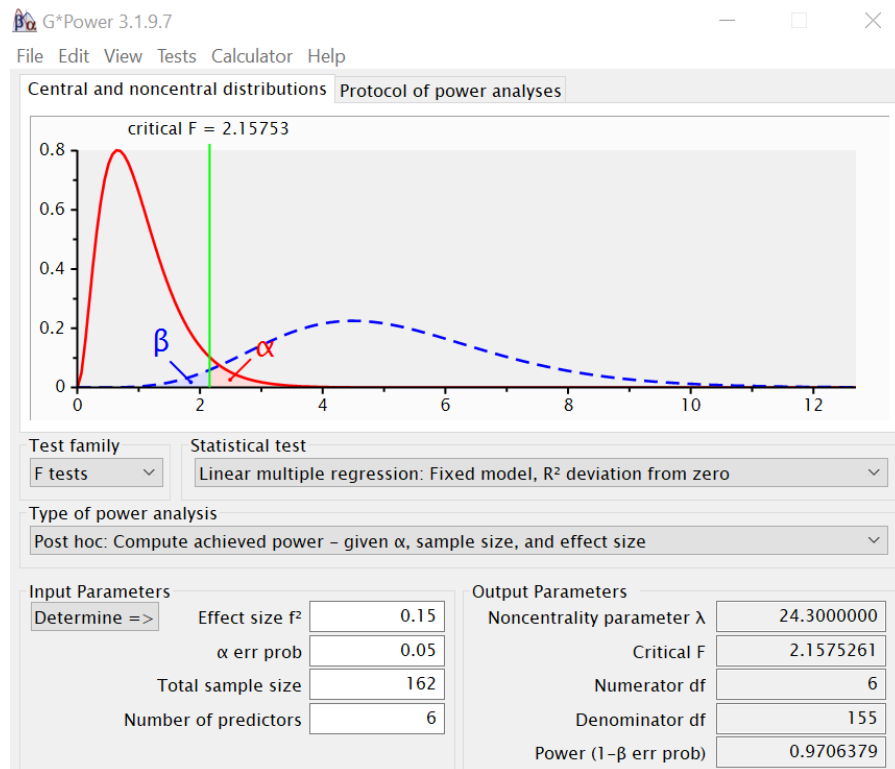 G*Power 3.1.9.7
File Edit View Tests Calculator Help
Central and noncentral distributions Protocol of power analyses
critical F = 2.15753
0.8
0.6
0.4
0.2
0
β
α
0 2 4 6 8 10 12
Test family Statistical test
F tests Linear multiple regression: Fixed model, R² deviation from zero
Type of power analysis
Post hoc: Compute achieved power – given α, sample size, and effect size
Input Parameters Output Parameters
Determine => Effect size f² 0.15 Noncentrality parameter λ 24.3000000
α err prob 0.05 Critical F 2.1575261
Total sample size 162 Numerator df 6
Number of predictors 6 Denominator df 155
Power (1-β err prob) 0.9706379